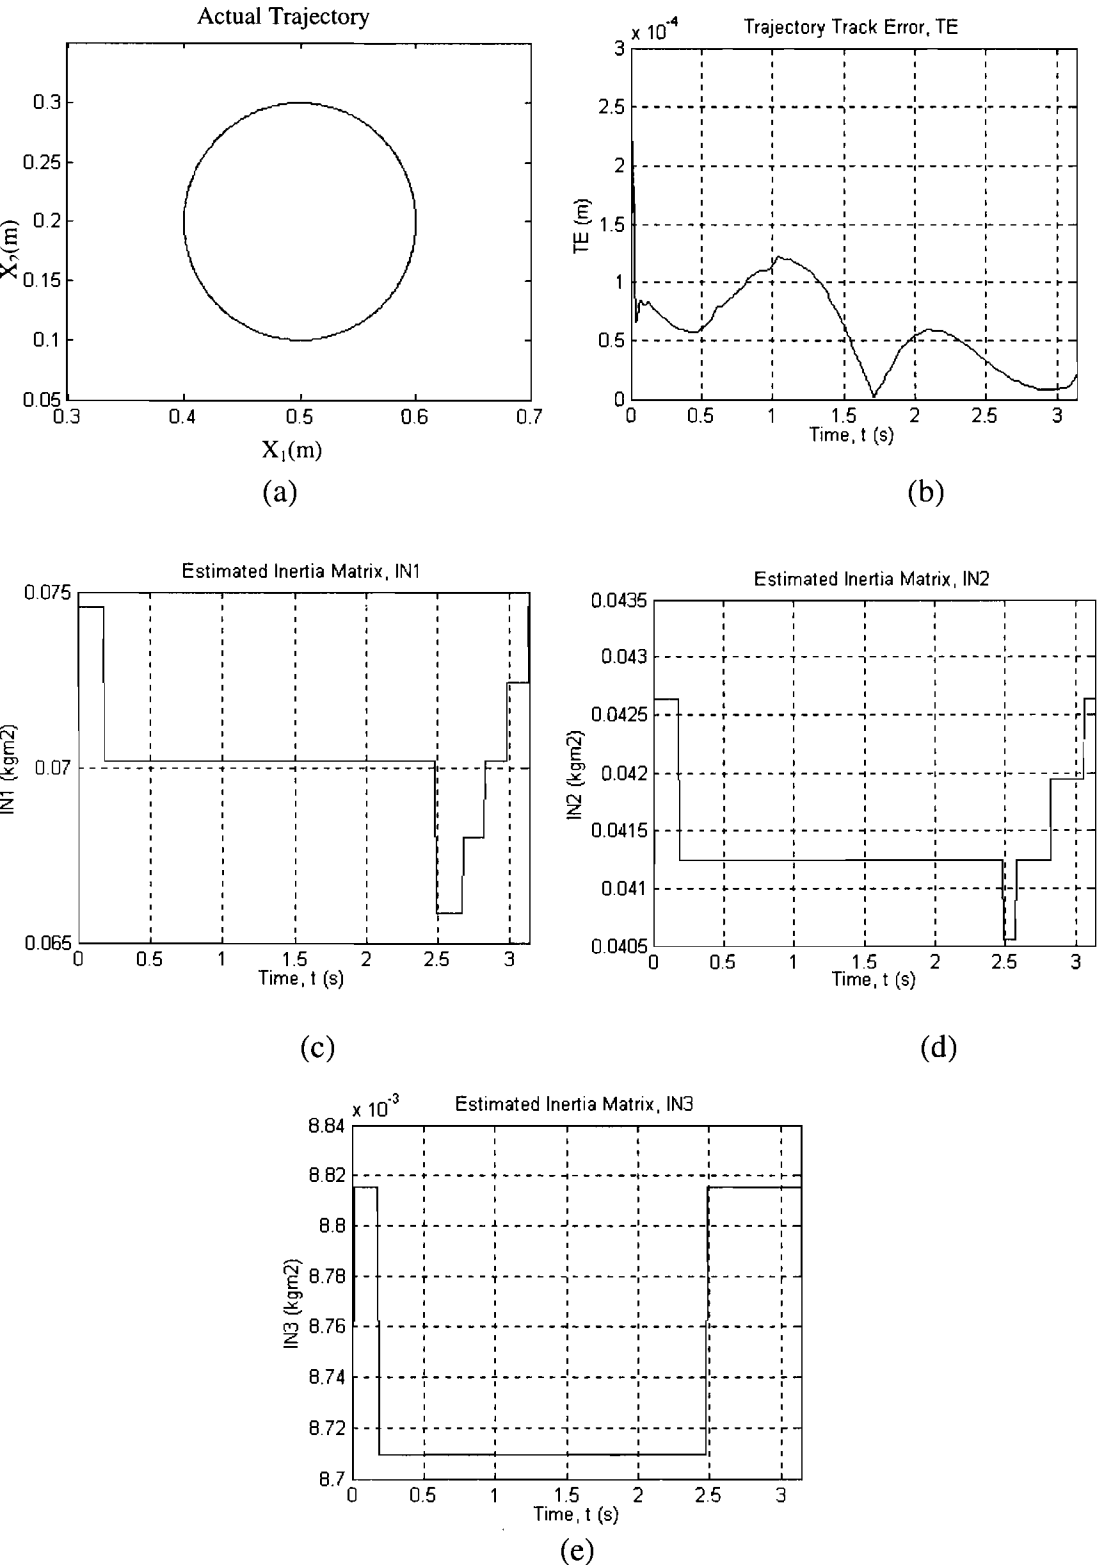 Actual Trajectory
0.3
0.25
0.2
0.15
0.1
0.05
X₂(m)
0.3 0.4 0.5 0.6 0.7
X₁(m)
(a)
x 10⁻⁴ Trajectory Track Error, TE
3
2.5
2
1.5
1
0.5
0
TE (m)
0 0.5 1 1.5 2 2.5 3
Time, t (s)
(b)
Estimated Inertia Matrix, IN1
0.075
0.07
0.065
IN1 (kgm2)
0 0.5 1 1.5 2 2.5 3
Time, t (s)
(c)
Estimated Inertia Matrix, IN2
0.0435
0.043
0.0425
0.042
0.0415
0.041
0.0405
IN2 (kgm2)
0 0.5 1 1.5 2 2.5 3
Time, t (s)
(d)
x 10⁻³ Estimated Inertia Matrix, IN3
8.84
8.82
8.8
8.78
8.76
8.74
8.72
8.7
IN3 (kgm2)
0 0.5 1 1.5 2 2.5 3
Time, t (s)
(e)